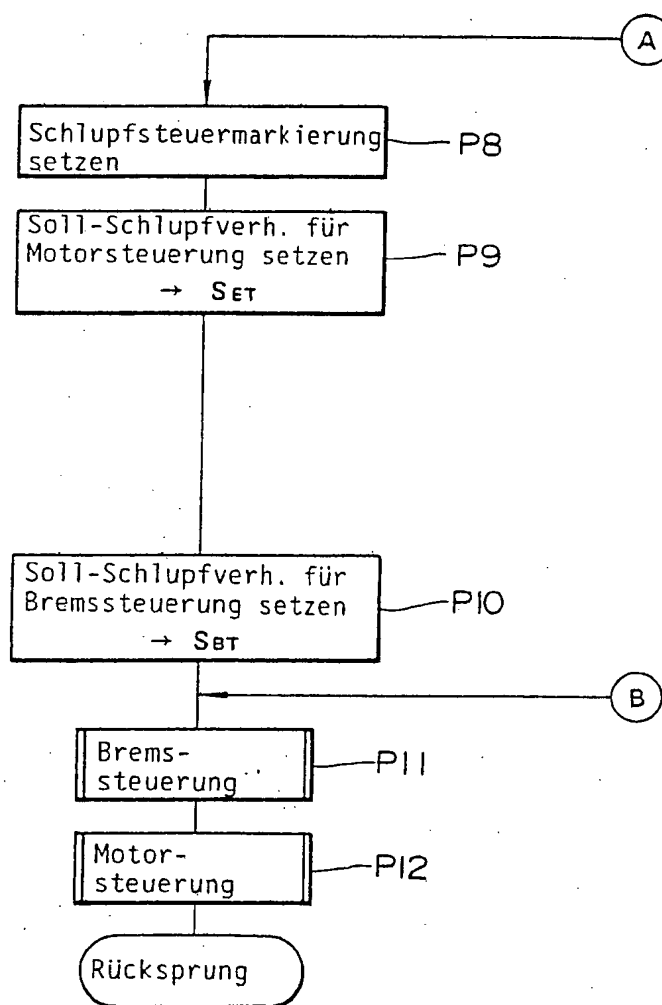 A
Schlupfsteuermarkierung
setzen
P8
Soll-Schlupfverh. für
Motorsteuerung setzen
→ SET
P9
Soll-Schlupfverh. für
Bremssteuerung setzen
→ SBT
P10
B
Brems-
steuerung
P11
Motor-
steuerung
P12
Rücksprung